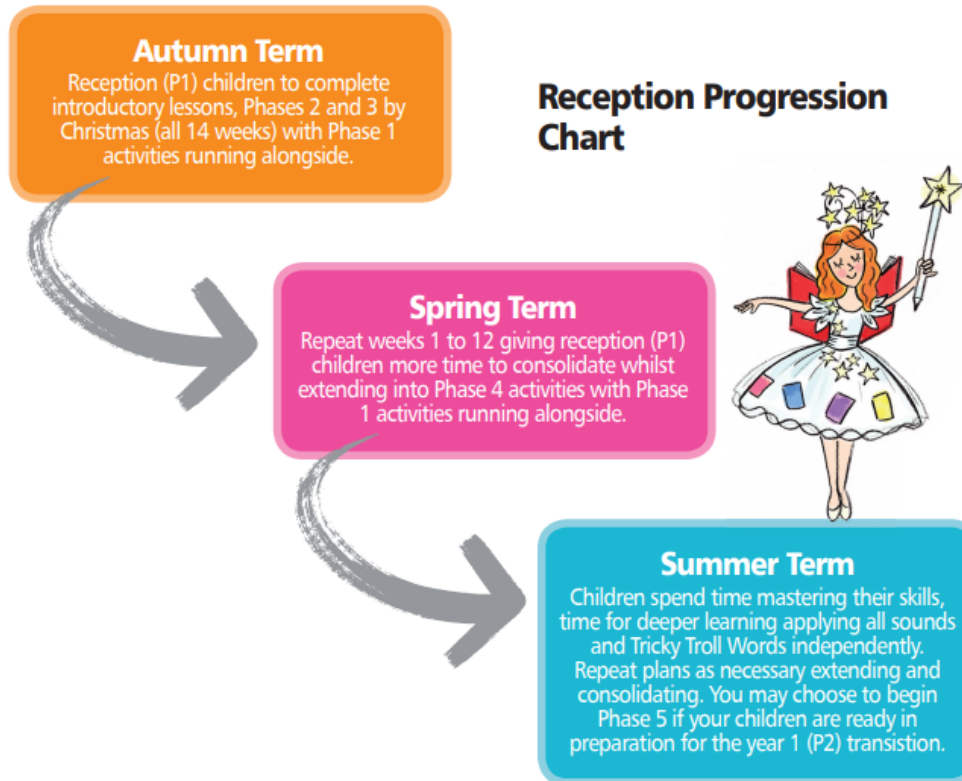 Autumn Term
Reception (P1) children to complete
introductory lessons, Phases 2 and 3 by
Christmas (all 14 weeks) with Phase 1
activities running alongside.
Reception Progression
Chart
Spring Term
Repeat weeks 1 to 12 giving reception (P1)
children more time to consolidate whilst
extending into Phase 4 activities with Phase
1 activities running alongside.
Summer Term
Children spend time mastering their skills,
time for deeper learning applying all sounds
and Tricky Troll Words independently.
Repeat plans as necessary extending and
consolidating. You may choose to begin
Phase 5 if your children are ready in
preparation for the year 1 (P2) transistion.